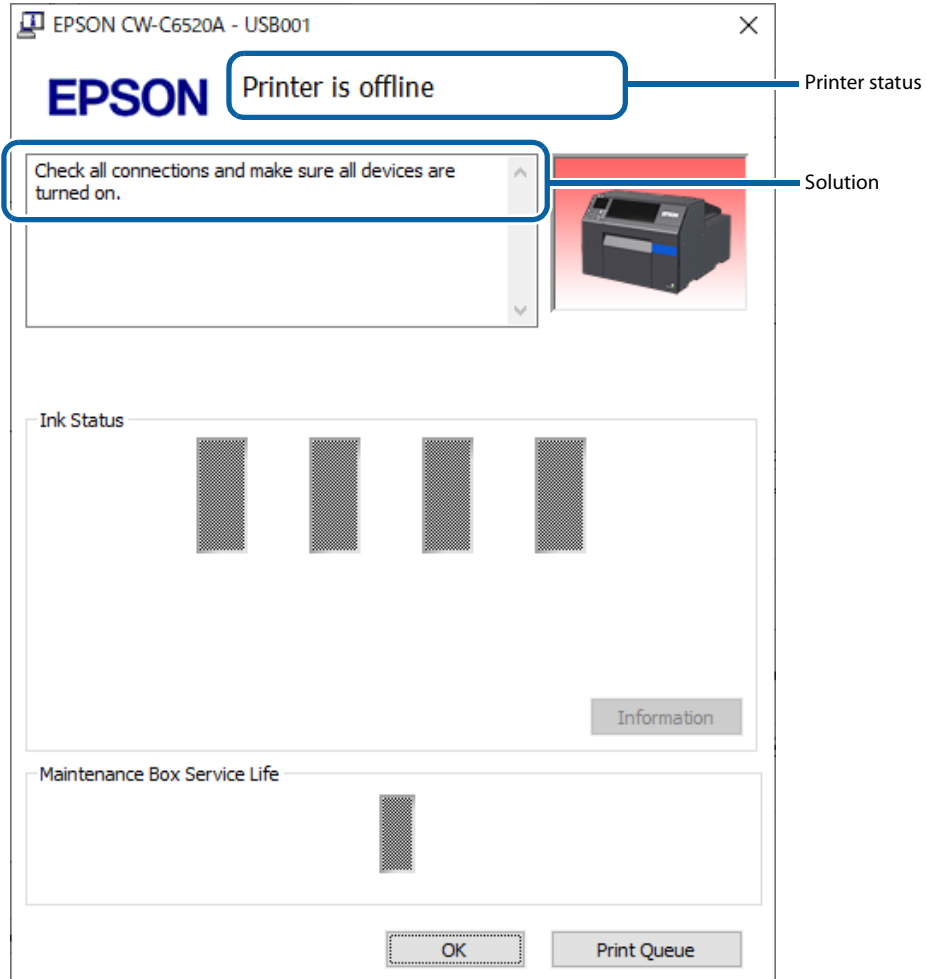 EPSON CW-C6520A - USB001
EPSON
Printer is offline
Printer status
Check all connections and make sure all devices are
turned on.
Solution
Ink Status
Information
Maintenance Box Service Life
OK
Print Queue